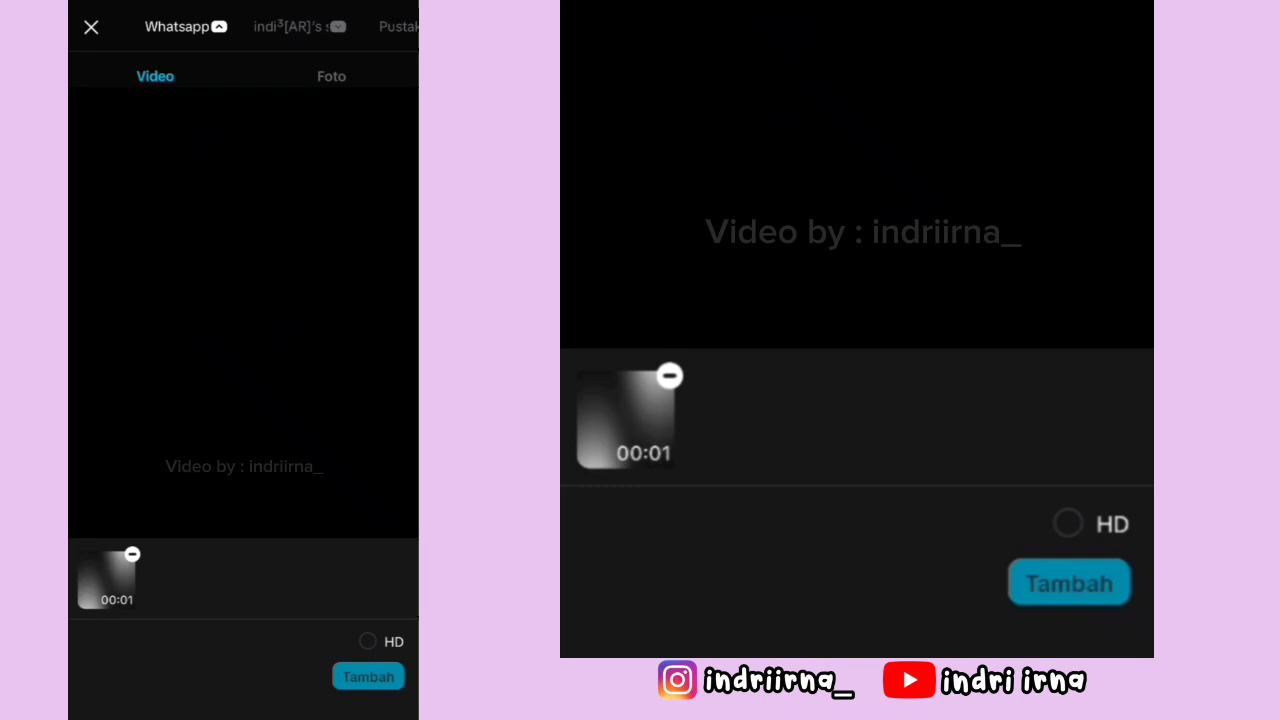 Whatsapp indi³[AR]'s s Pustak
Video Foto
Video by : indriirna_
00:01
HD
Tambah
Video by : indriirna_
00:01
HD
Tambah
indriirna_ indri irna